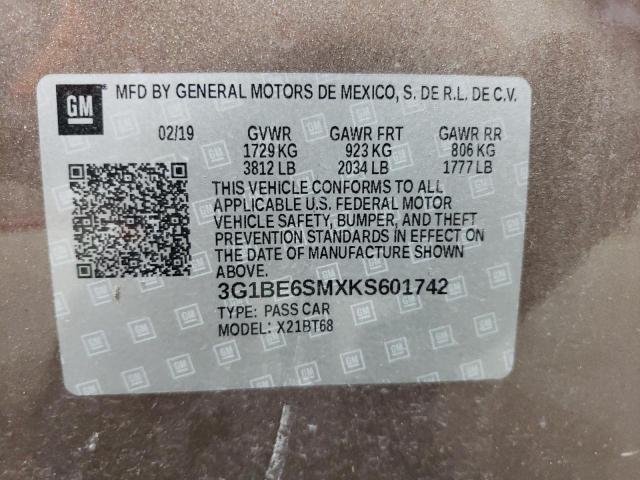 GM
MFD BY GENERAL MOTORS DE MEXICO, S. DE R.L. DE C.V.
02/19 GVWR GAWR FRT GAWR RR
1729 KG 923 KG 806 KG
3812 LB 2034 LB 1777 LB
THIS VEHICLE CONFORMS TO ALL
APPLICABLE U.S. FEDERAL MOTOR
VEHICLE SAFETY, BUMPER, AND THEFT
PREVENTION STANDARDS IN EFFECT ON
THE DATE OF MANUFACTURE SHOWN
ABOVE.
3G1BE6SMXKS601742
TYPE: PASS CAR
MODEL: X21BT68